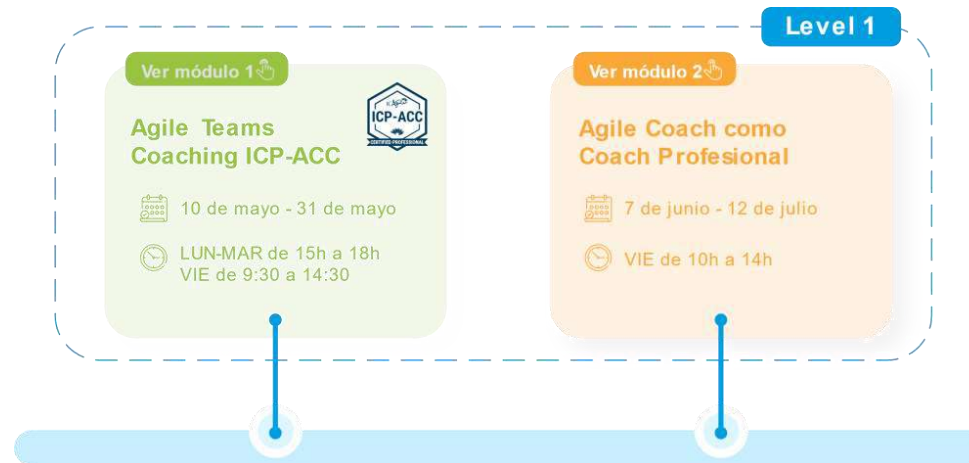 Level 1
Ver módulo 1
Agile Teams
Coaching ICP-ACC
ICP-ACC
CERTIFIED PROFESSIONAL
10 de mayo - 31 de mayo
LUN-MAR de 15h a 18h
VIE de 9:30 a 14:30
Ver módulo 2
Agile Coach como
Coach Profesional
7 de junio - 12 de julio
VIE de 10h a 14h